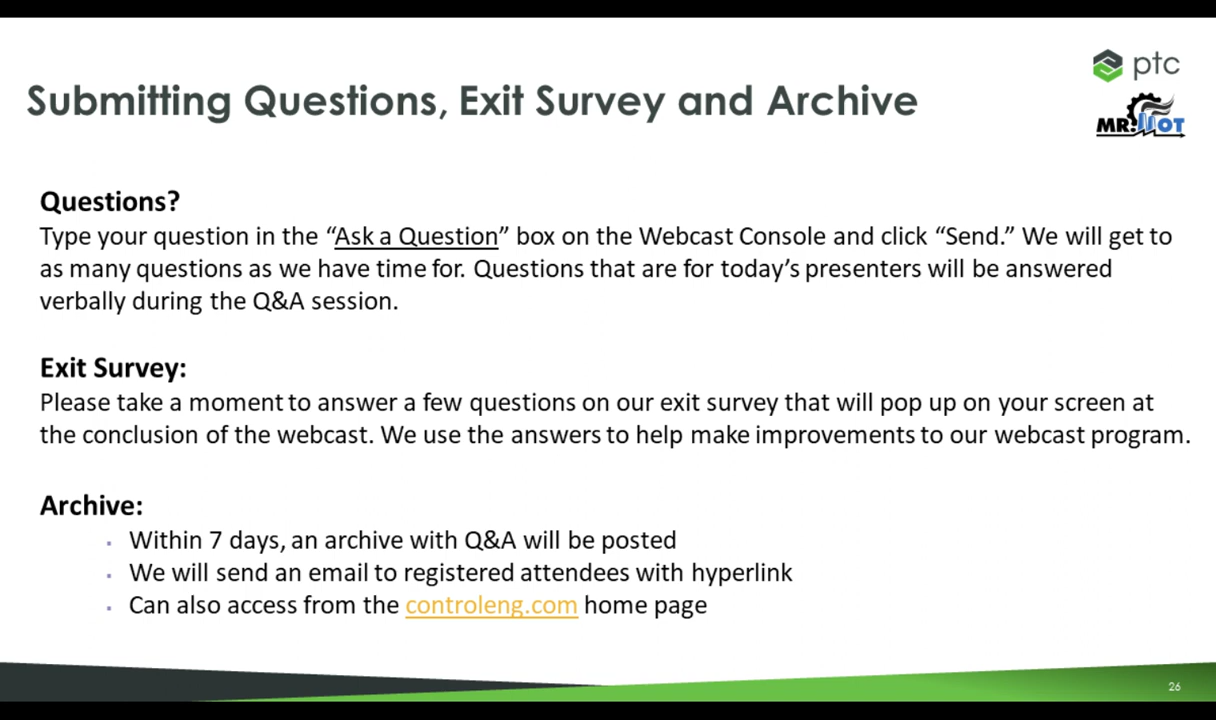 ptc
Submitting Questions, Exit Survey and Archive
MR.IIOT
Questions?
Type your question in the “Ask a Question” box on the Webcast Console and click “Send.” We will get to
as many questions as we have time for. Questions that are for today’s presenters will be answered
verbally during the Q&A session.
Exit Survey:
Please take a moment to answer a few questions on our exit survey that will pop up on your screen at
the conclusion of the webcast. We use the answers to help make improvements to our webcast program.
Archive:
▪ Within 7 days, an archive with Q&A will be posted
▪ We will send an email to registered attendees with hyperlink
▪ Can also access from the controleng.com home page
26